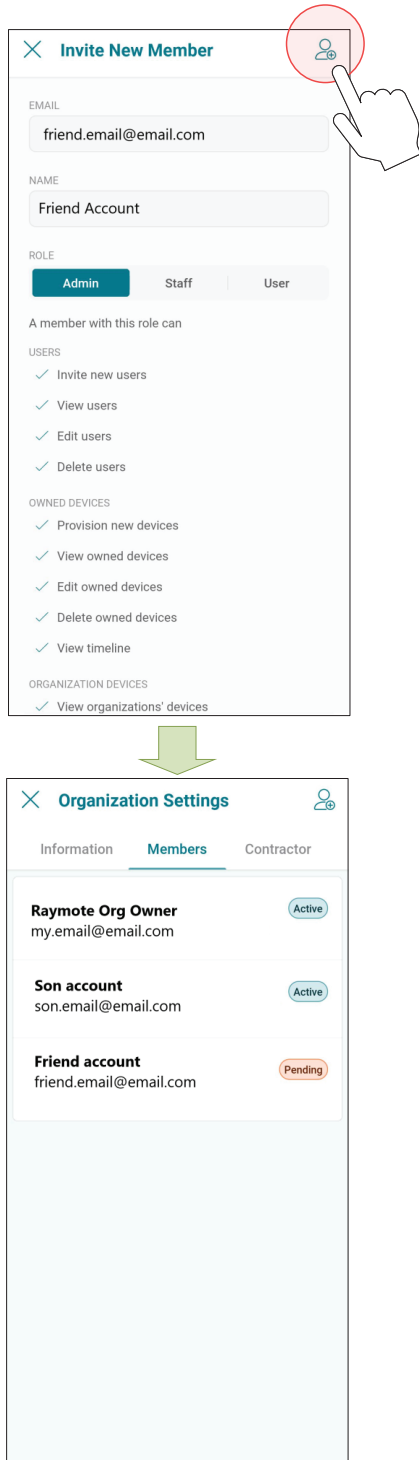 Invite New Member
EMAIL
friend.email@email.com
NAME
Friend Account
ROLE
Admin Staff User
A member with this role can
USERS
Invite new users
View users
Edit users
Delete users
OWNED DEVICES
Provision new devices
View owned devices
Edit owned devices
Delete owned devices
View timeline
ORGANIZATION DEVICES
View organizations' devices
Organization Settings
Information Members Contractor
Raymote Org Owner Active
my.email@email.com
Son account Active
son.email@email.com
Friend account Pending
friend.email@email.com